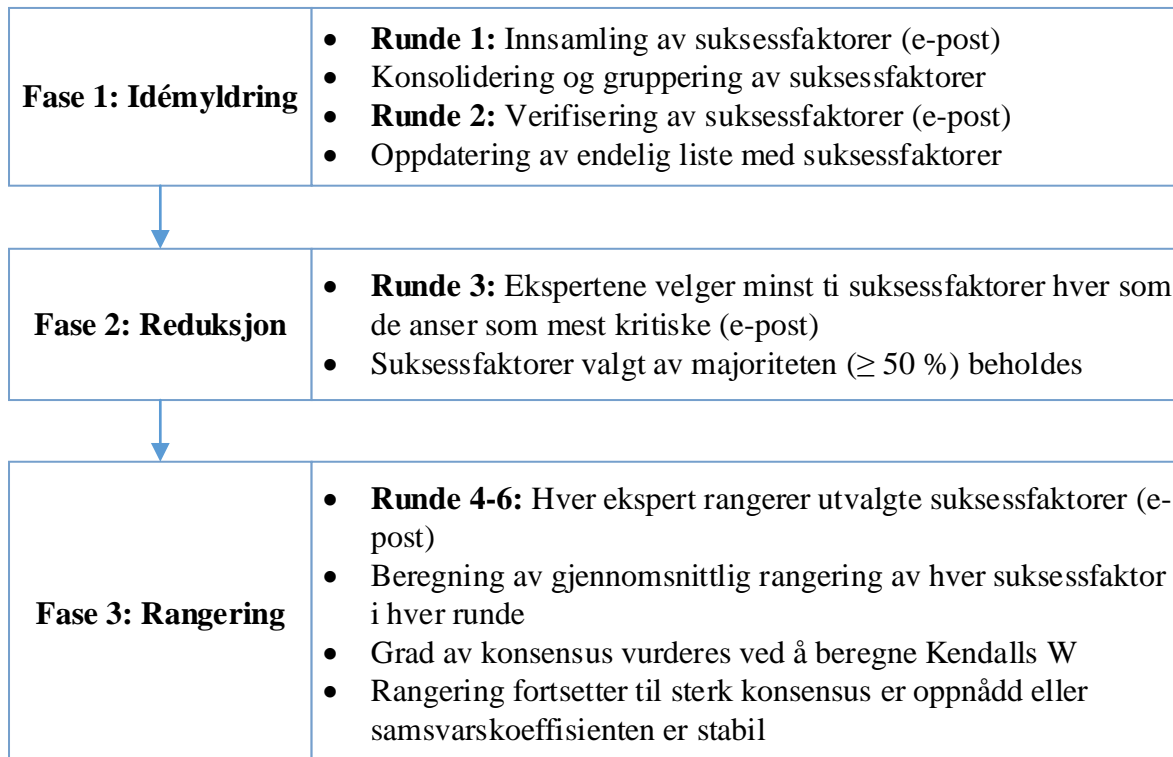 Fase 1: Idémyldring
• Runde 1: Innsamling av suksessfaktorer (e-post)
• Konsolidering og gruppering av suksessfaktorer
• Runde 2: Verifisering av suksessfaktorer (e-post)
• Oppdatering av endelig liste med suksessfaktorer
Fase 2: Reduksjon
• Runde 3: Ekspertene velger minst ti suksessfaktorer hver som
de anser som mest kritiske (e-post)
• Suksessfaktorer valgt av majoriteten (≥ 50 %) beholdes
Fase 3: Rangering
• Runde 4-6: Hver ekspert rangerer utvalgte suksessfaktorer (e-
post)
• Beregning av gjennomsnittlig rangering av hver suksessfaktor
i hver runde
• Grad av konsensus vurderes ved å beregne Kendalls W
• Rangering fortsetter til sterk konsensus er oppnådd eller
samsvarskoeffisienten er stabil